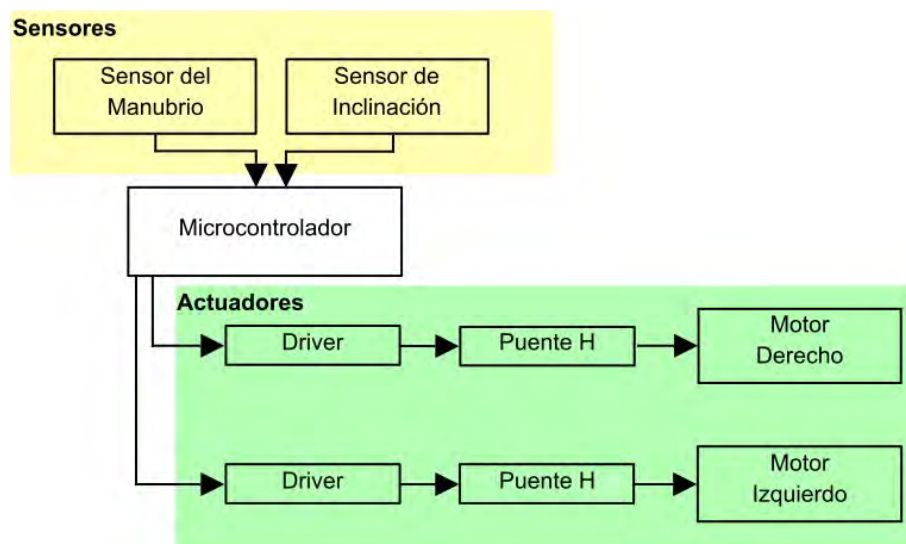 Sensores
Sensor del
Manubrio
Sensor de
Inclinación
Microcontrolador
Actuadores
Driver
Puente H
Motor
Derecho
Driver
Puente H
Motor
Izquierdo